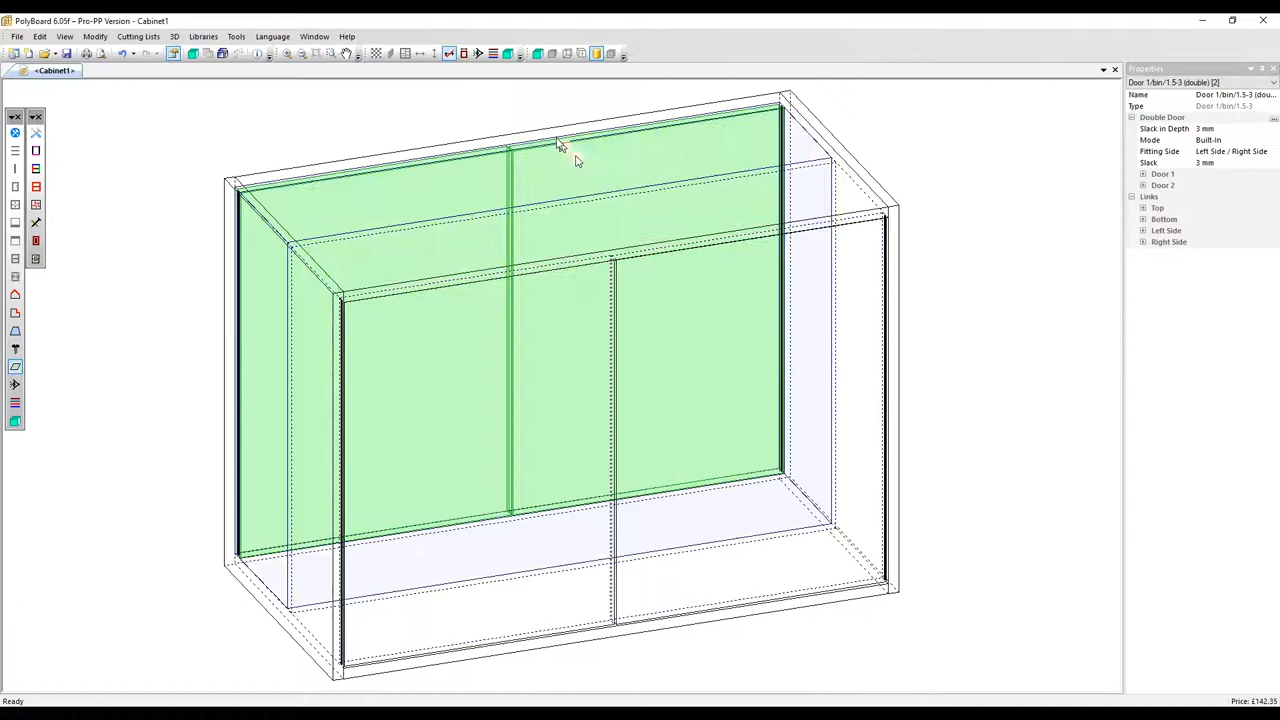 PolyBoard 6.05f – Pro-PP Version - Cabinet1
File Edit View Modify Cutting Lists 3D Libraries Tools Language Window Help
<Cabinet1>
Properties
Door 1/bin/1.5-3 (double) [2]
Name Door 1/bin/1.5-3 (dou...
Type Door 1/bin/1.5-3
Double Door ...
Slack in Depth 3 mm
Mode Built-In
Fitting Side Left Side / Right Side
Slack 3 mm
Door 1
Door 2
Links
Top
Bottom
Left Side
Right Side
Ready Price: £142.35